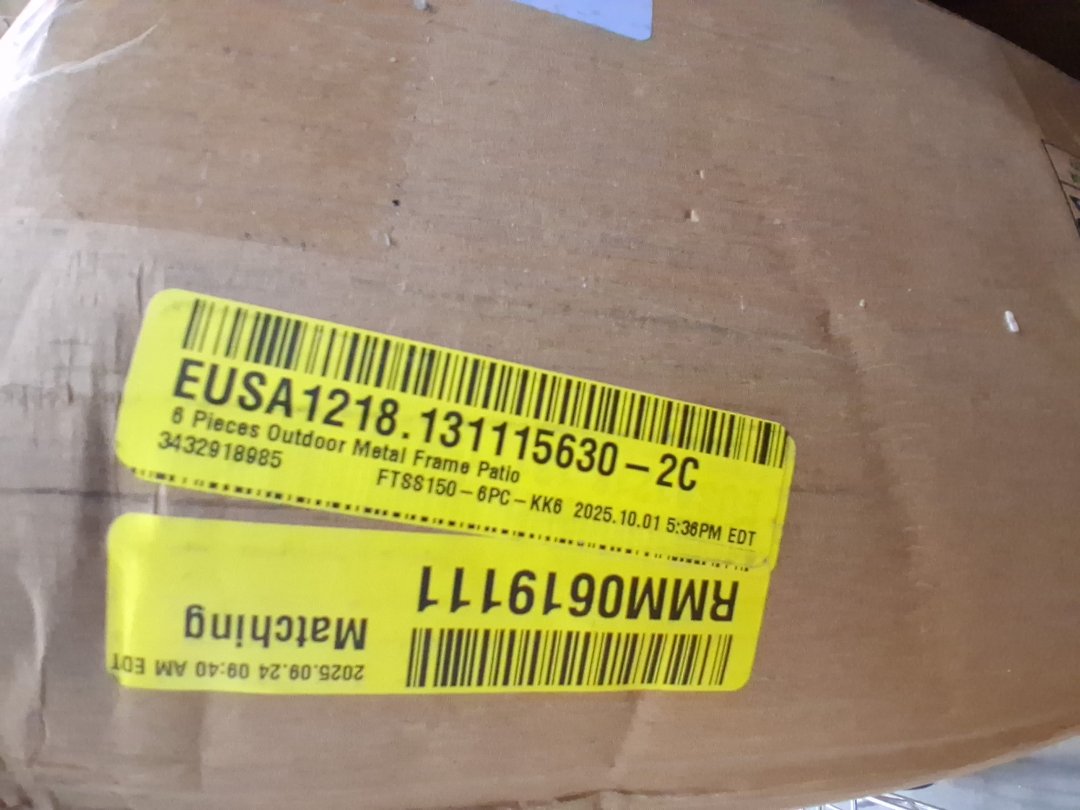 EUSA1218.131115630-2C
6 Pieces Outdoor Metal Frame Patio
3432918985 FTSS150-6PC-KK6 2025.10.01 5:36PM EDT
RMM0619111
Matching
2025.09.24 09:40 AM EDT